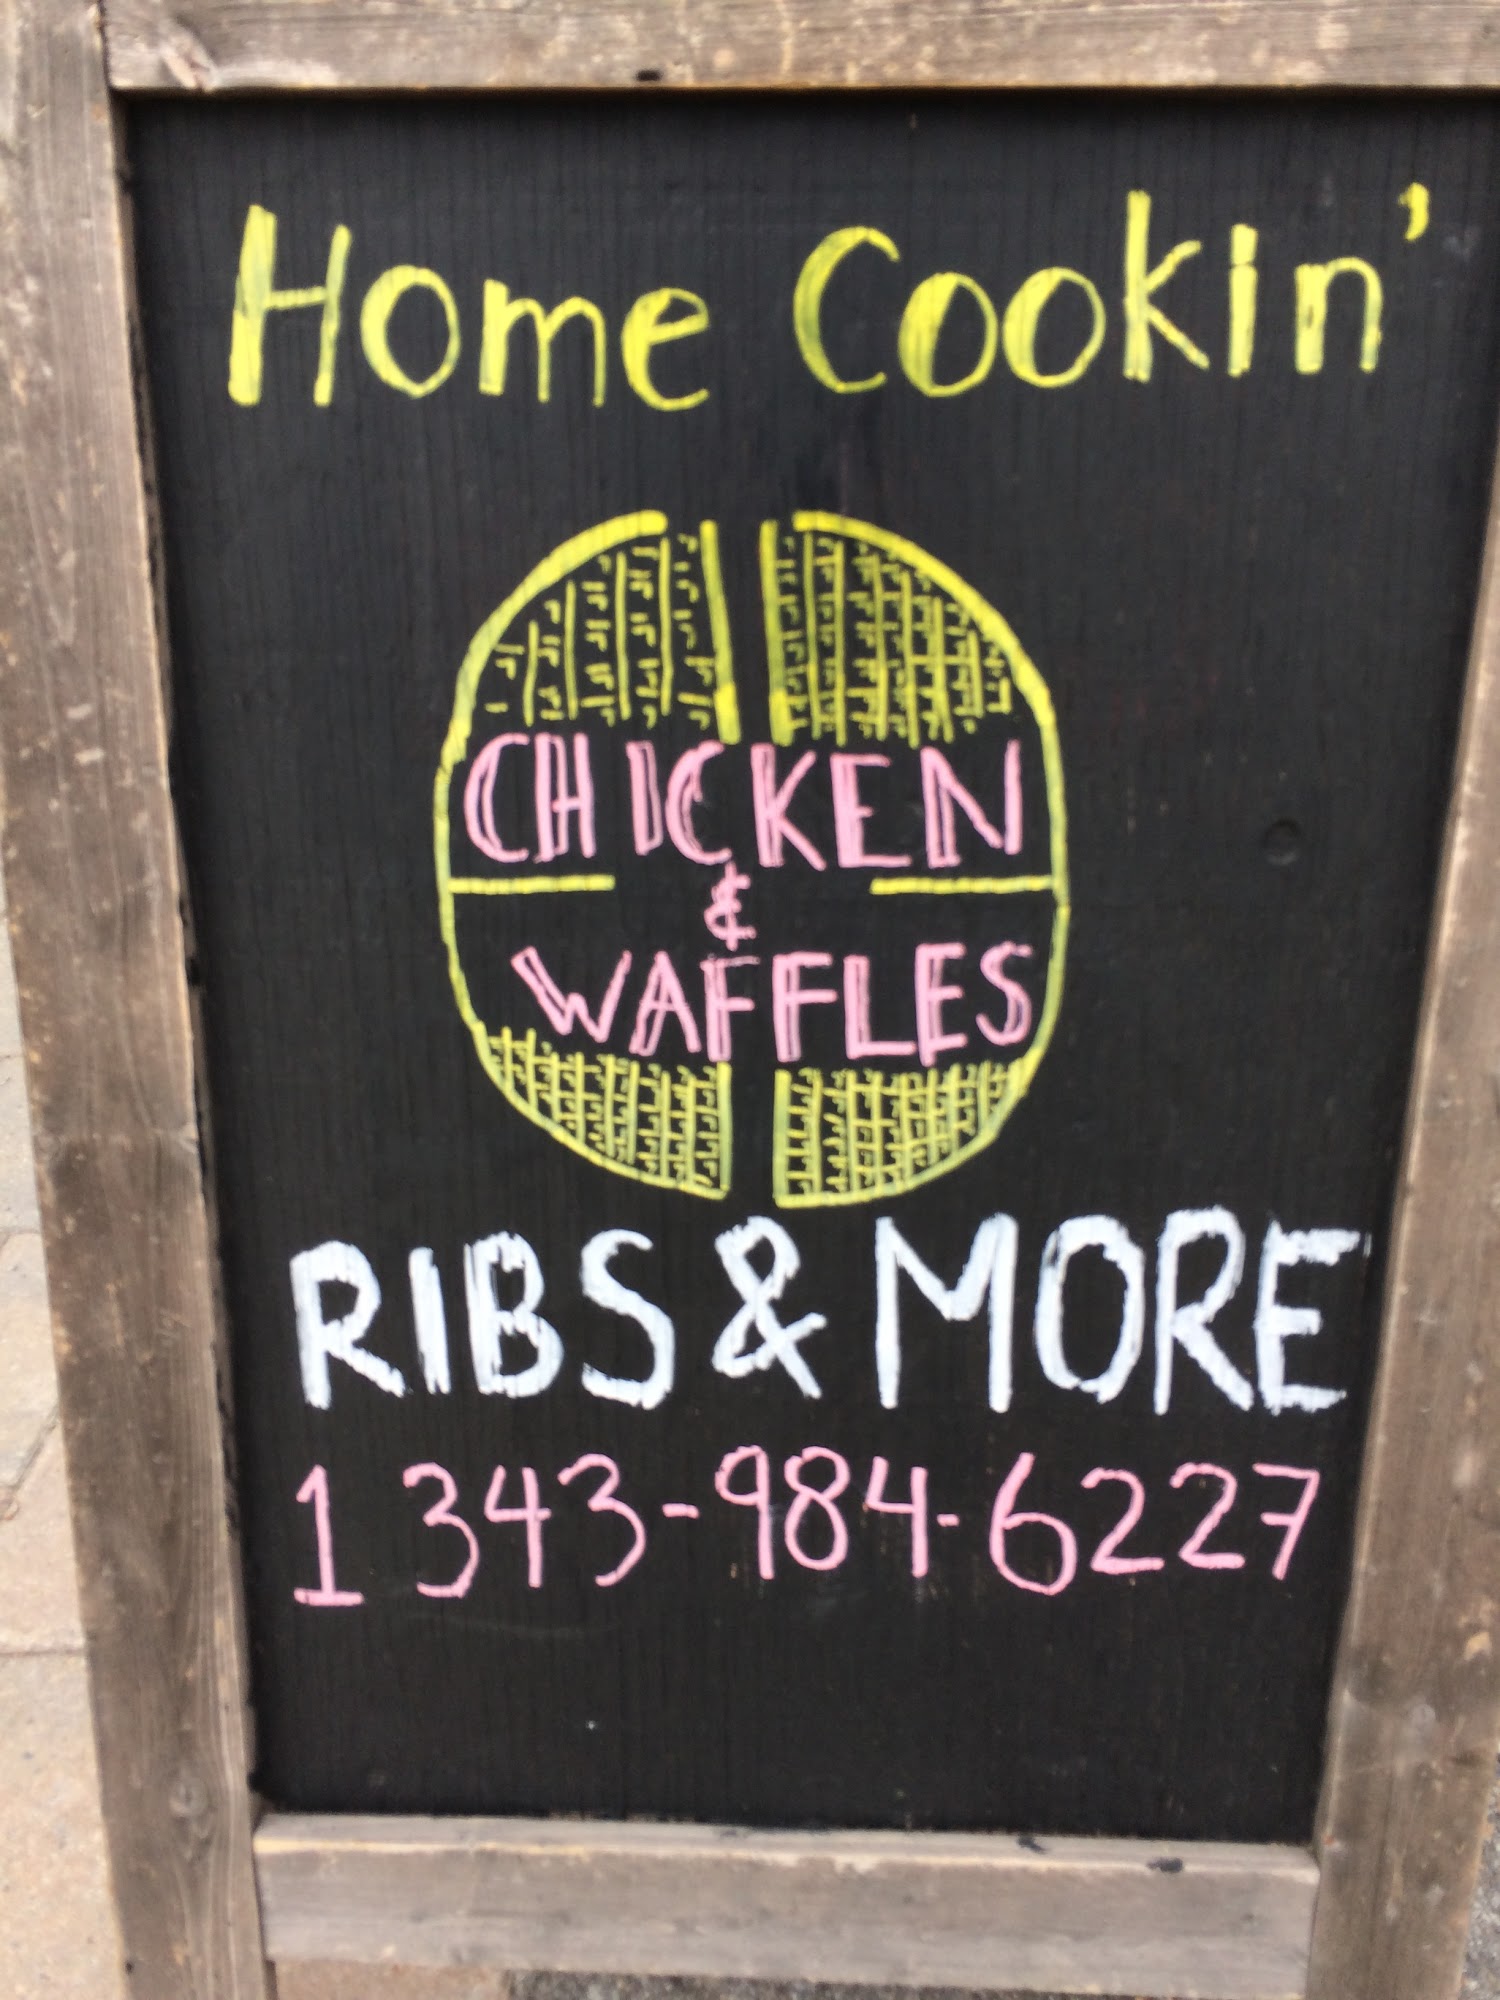 Home Cookin'
CHICKEN
&
WAFFLES
RIBS & MORE
1 343-984-6227